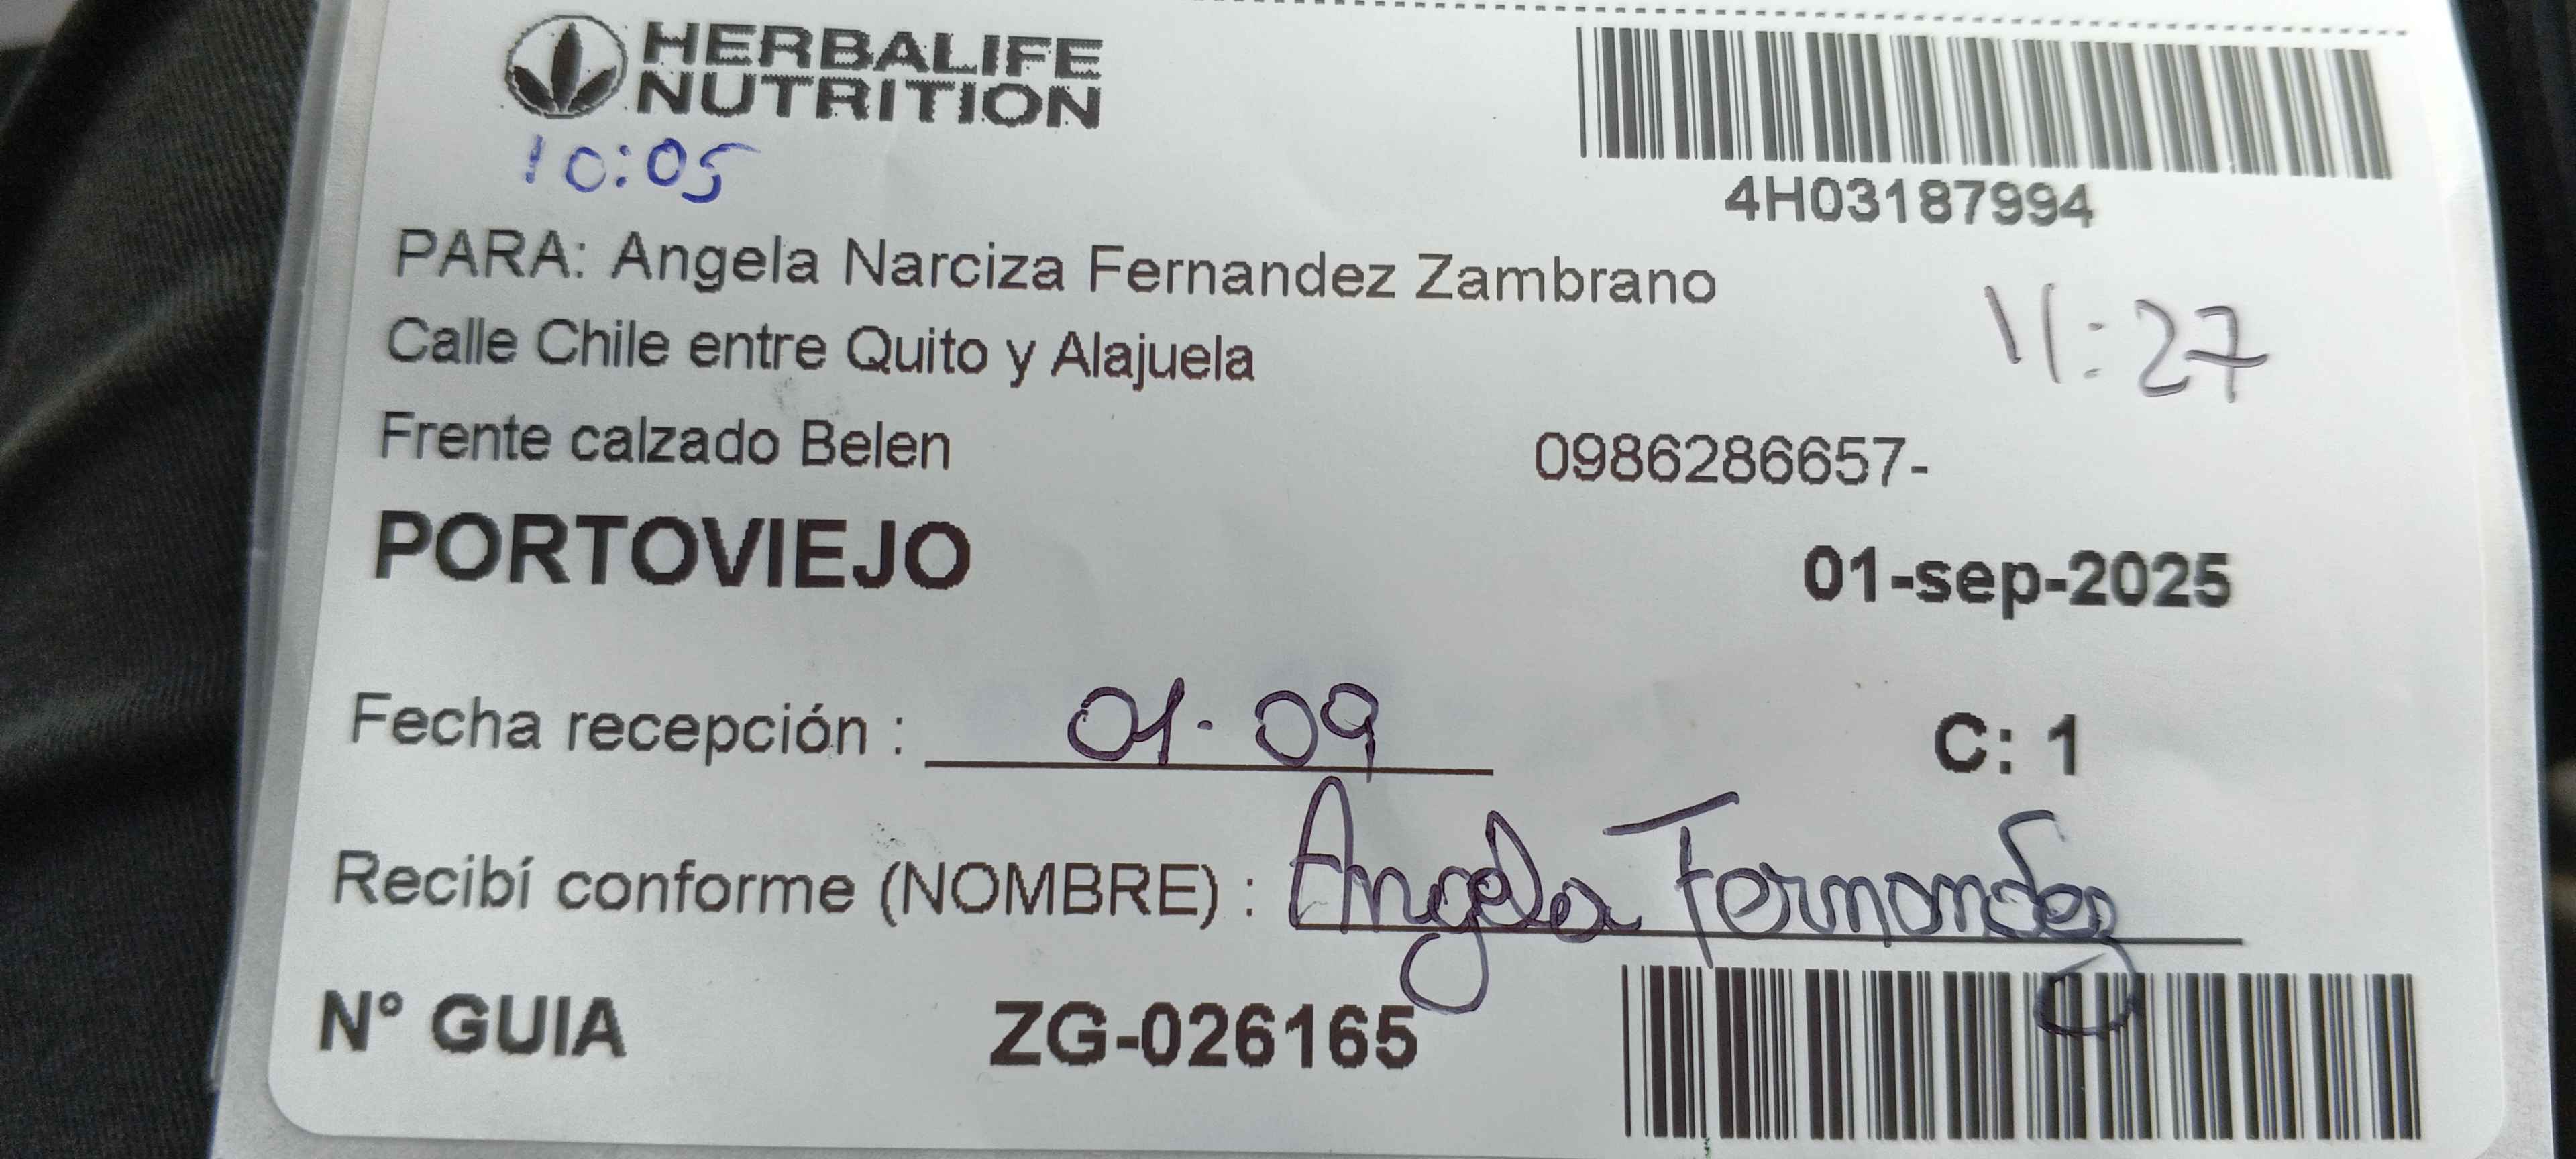 HERBALIFE
NUTRITION
10:05
4H03187994
PARA: Angela Narciza Fernandez Zambrano
Calle Chile entre Quito y Alajuela
11:27
Frente calzado Belen
0986286657-
PORTOVIEJO
01-sep-2025
Fecha recepción : 01-09
C: 1
Recibí conforme (NOMBRE) : Angela Fernandez
N° GUIA ZG-026165